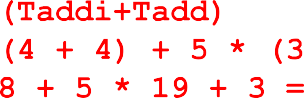 (Taddi+Tadd)
(4 + 4) + 5 * (3
8 + 5 * 19 + 3 =